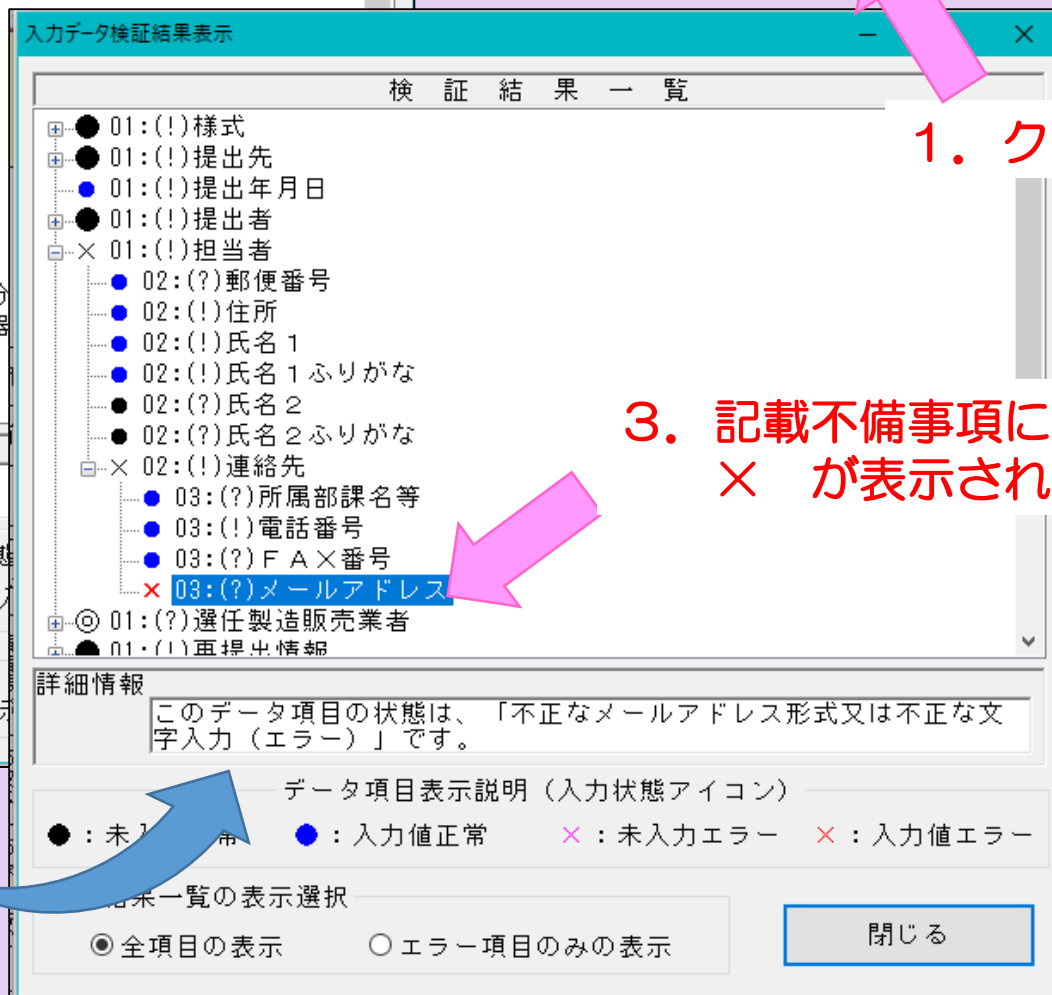 入力データ検証結果表示
検 証 結 果 一 覧
01:(!)様式
01:(!)提出先
01:(!)提出年月日
01:(!)提出者
01:(!)担当者
02:(?)郵便番号
02:(!)住所
02:(!)氏名１
02:(!)氏名１ふりがな
02:(?)氏名２
02:(?)氏名２ふりがな
02:(!)連絡先
03:(?)所属部課名等
03:(!)電話番号
03:(?)ＦＡＸ番号
03:(?)メールアドレス
01:(?)選任製造販売業者
01:(!)再提出情報
１．ク
３．記載不備事項に
× が表示され
詳細情報
このデータ項目の状態は、「不正なメールアドレス形式又は不正な文
字入力（エラー）」です。
データ項目表示説明（入力状態アイコン）
●：未入 常 ●：入力値正常 ×：未入力エラー ×：入力値エラー
結果一覧の表示選択
全項目の表示 エラー項目のみの表示
閉じる